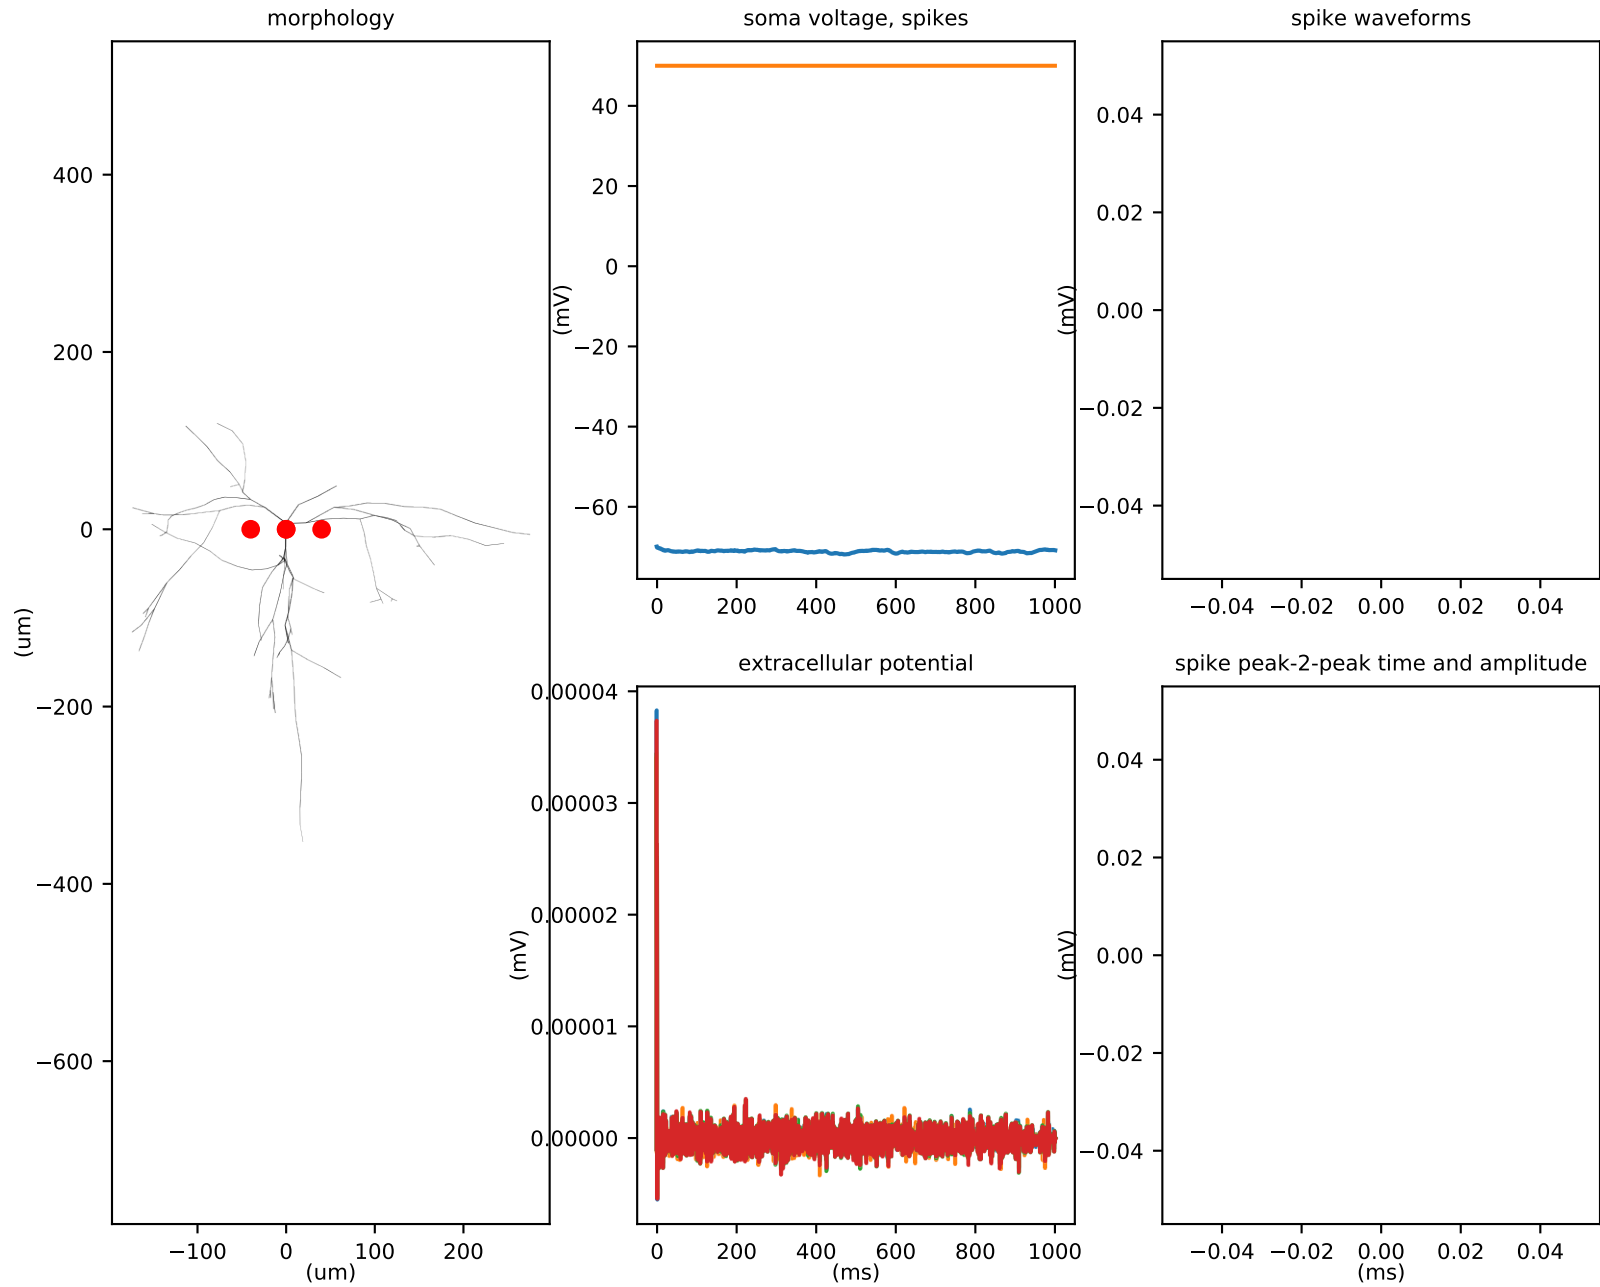 morphology
400
200
0
−200
−400
−600
(um)
−100 0 100 200
(um)
soma voltage, spikes
40
20
0
−20
−40
−60
(mV)
0 200 400 600 800 1000
spike waveforms
0.04
0.02
0.00
−0.02
−0.04
(mV)
−0.04 −0.02 0.00 0.02 0.04
extracellular potential
0.00004
0.00003
0.00002
0.00001
0.00000
(mV)
0 200 400 600 800 1000
(ms)
spike peak-2-peak time and amplitude
0.04
0.02
0.00
−0.02
−0.04
(mV)
−0.04 −0.02 0.00 0.02 0.04
(ms)